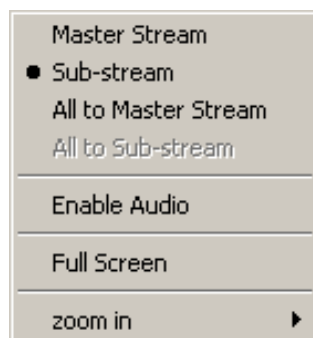 Master Stream
Sub-stream
All to Master Stream
All to Sub-stream
Enable Audio
Full Screen
zoom in